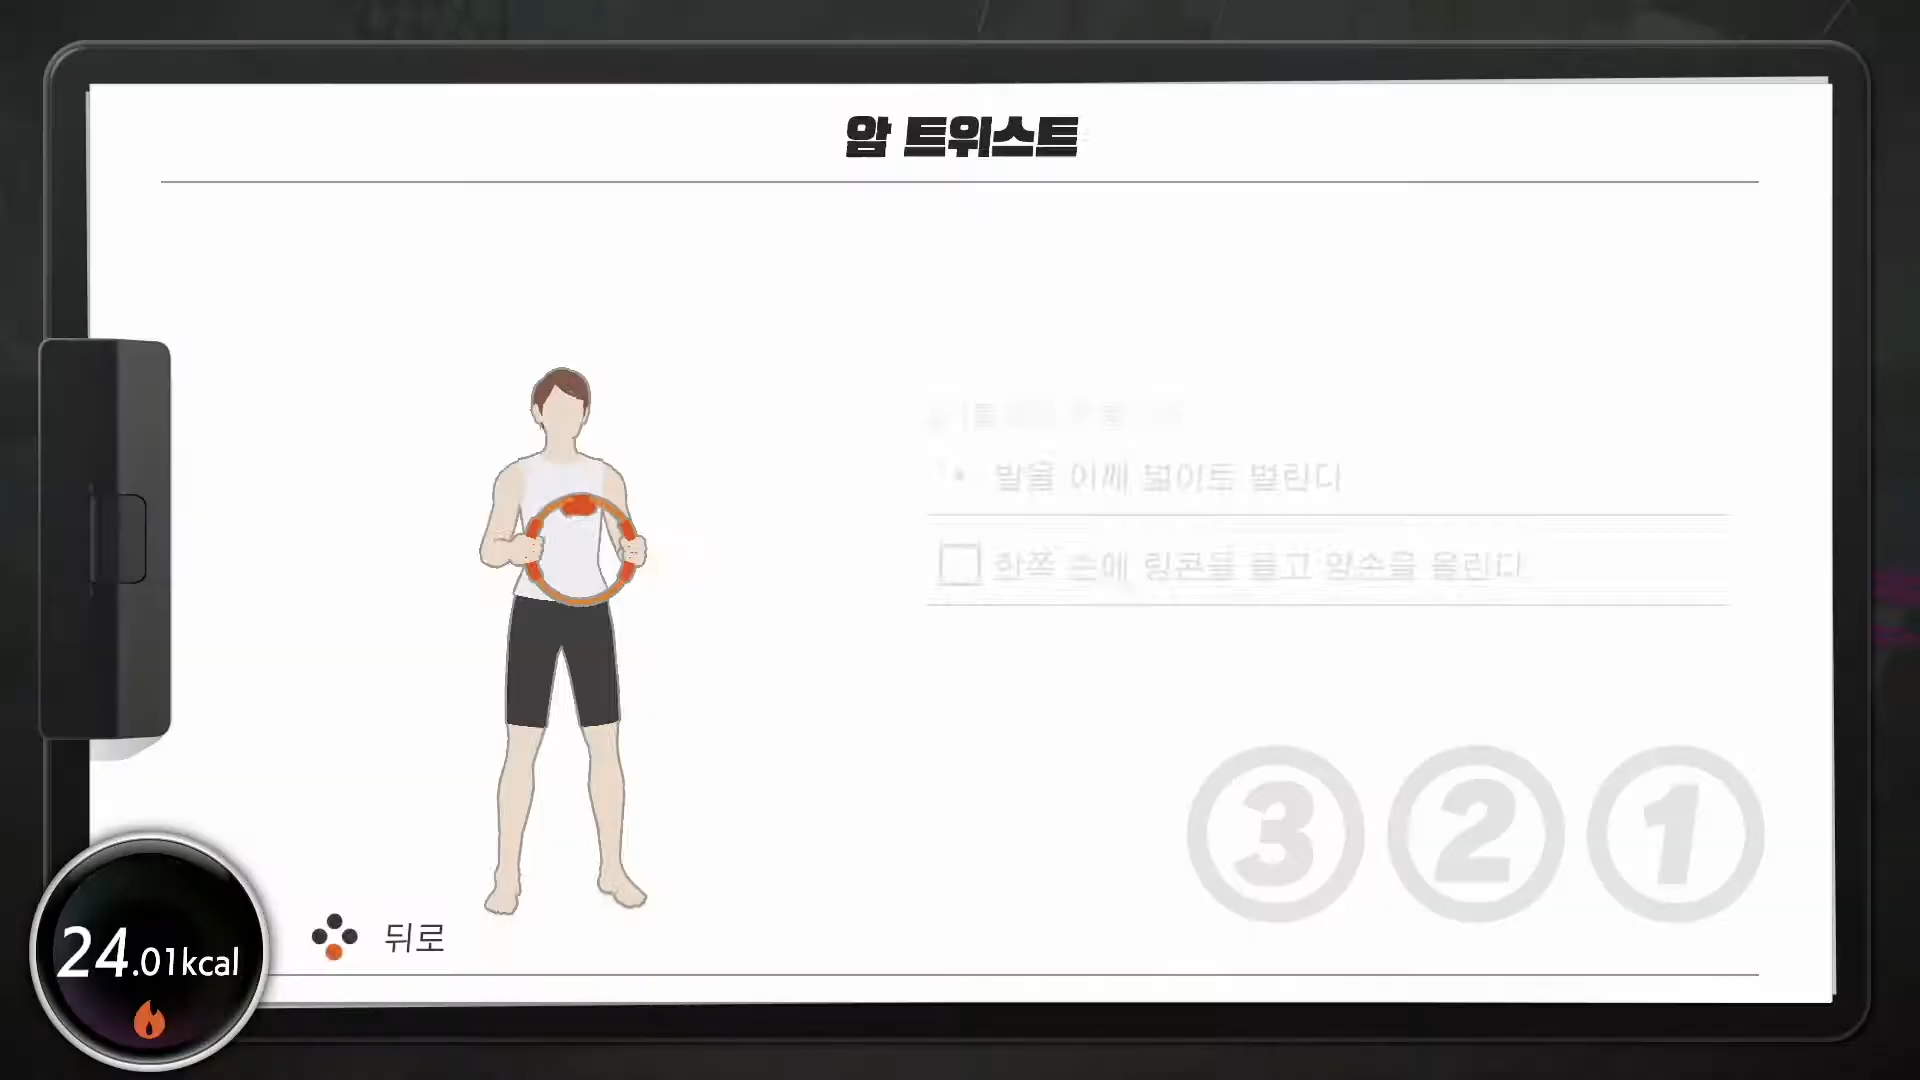 암 트위스트
발을 어깨 넓이로 벌린다
한쪽 손에 링콘을 들고 양손을 올린다
3 2 1
뒤로
24.01kcal